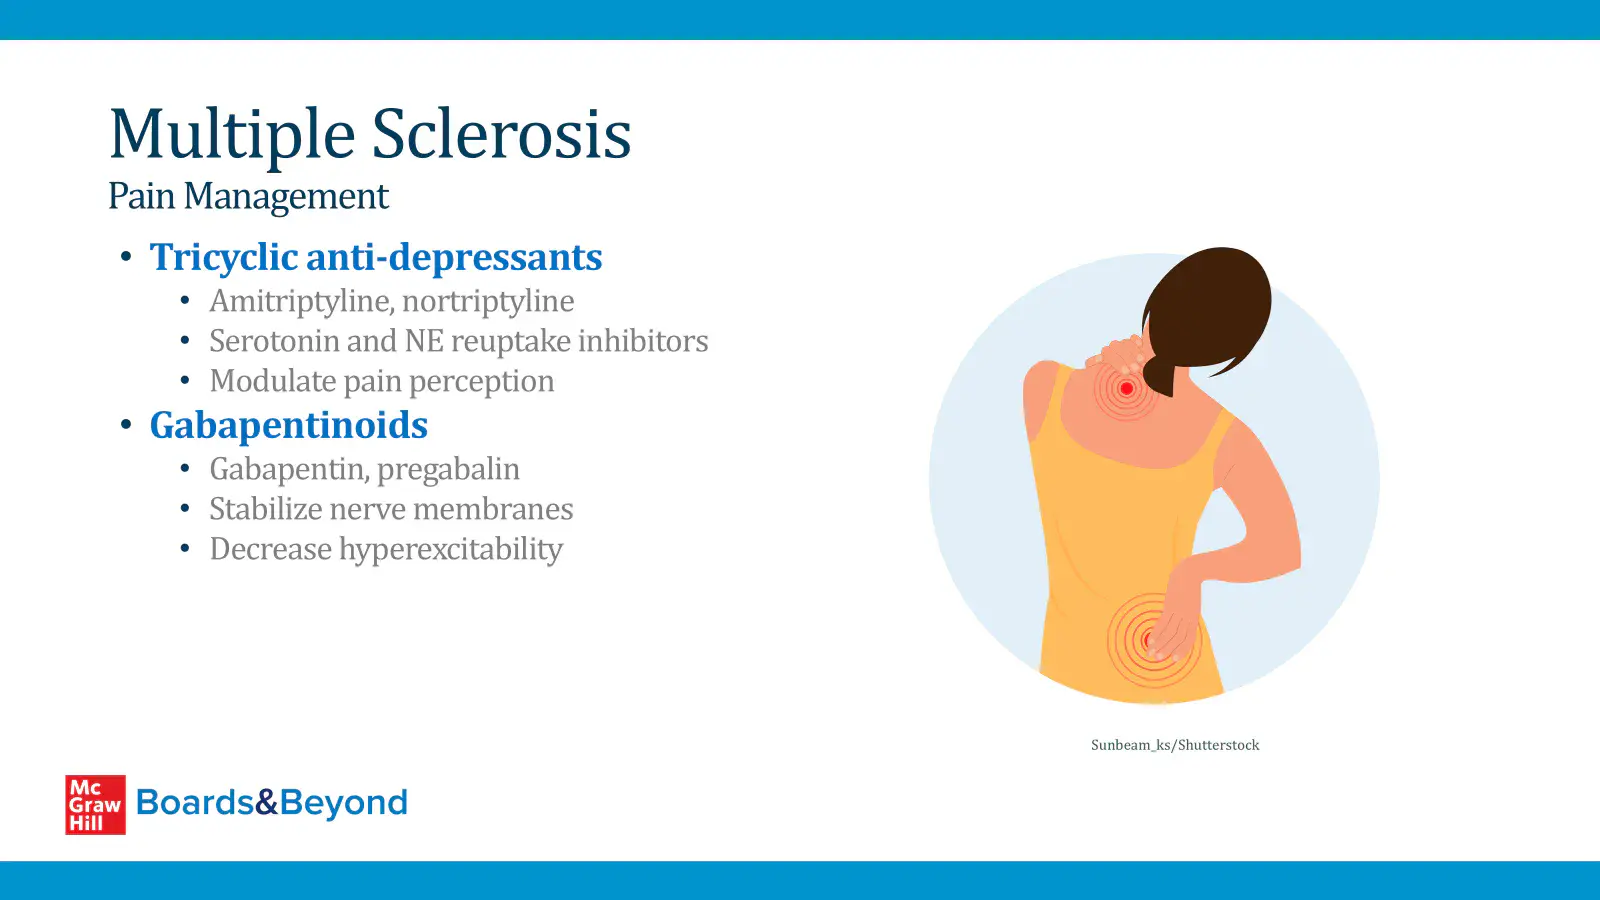 Multiple Sclerosis
Pain Management
• Tricyclic anti-depressants
• Amitriptyline, nortriptyline
• Serotonin and NE reuptake inhibitors
• Modulate pain perception
• Gabapentinoids
• Gabapentin, pregabalin
• Stabilize nerve membranes
• Decrease hyperexcitability
Sunbeam_ks/Shutterstock
Mc
Graw
Hill
Boards&Beyond